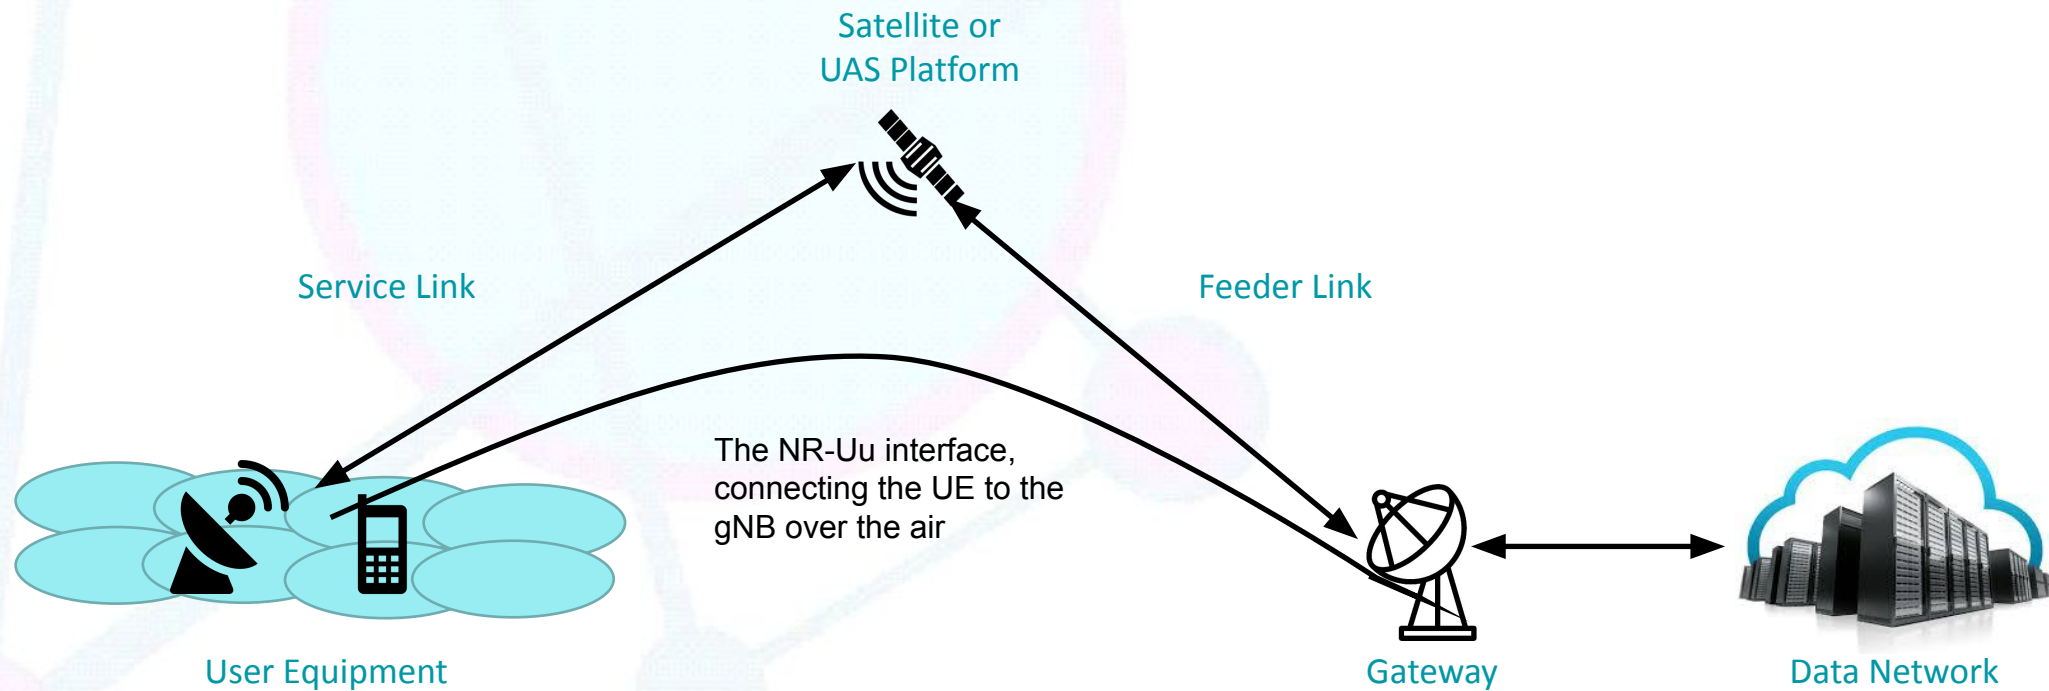 Satellite or
UAS Platform
Service Link
Feeder Link
The NR-Uu interface,
connecting the UE to the
gNB over the air
User Equipment
Gateway
Data Network